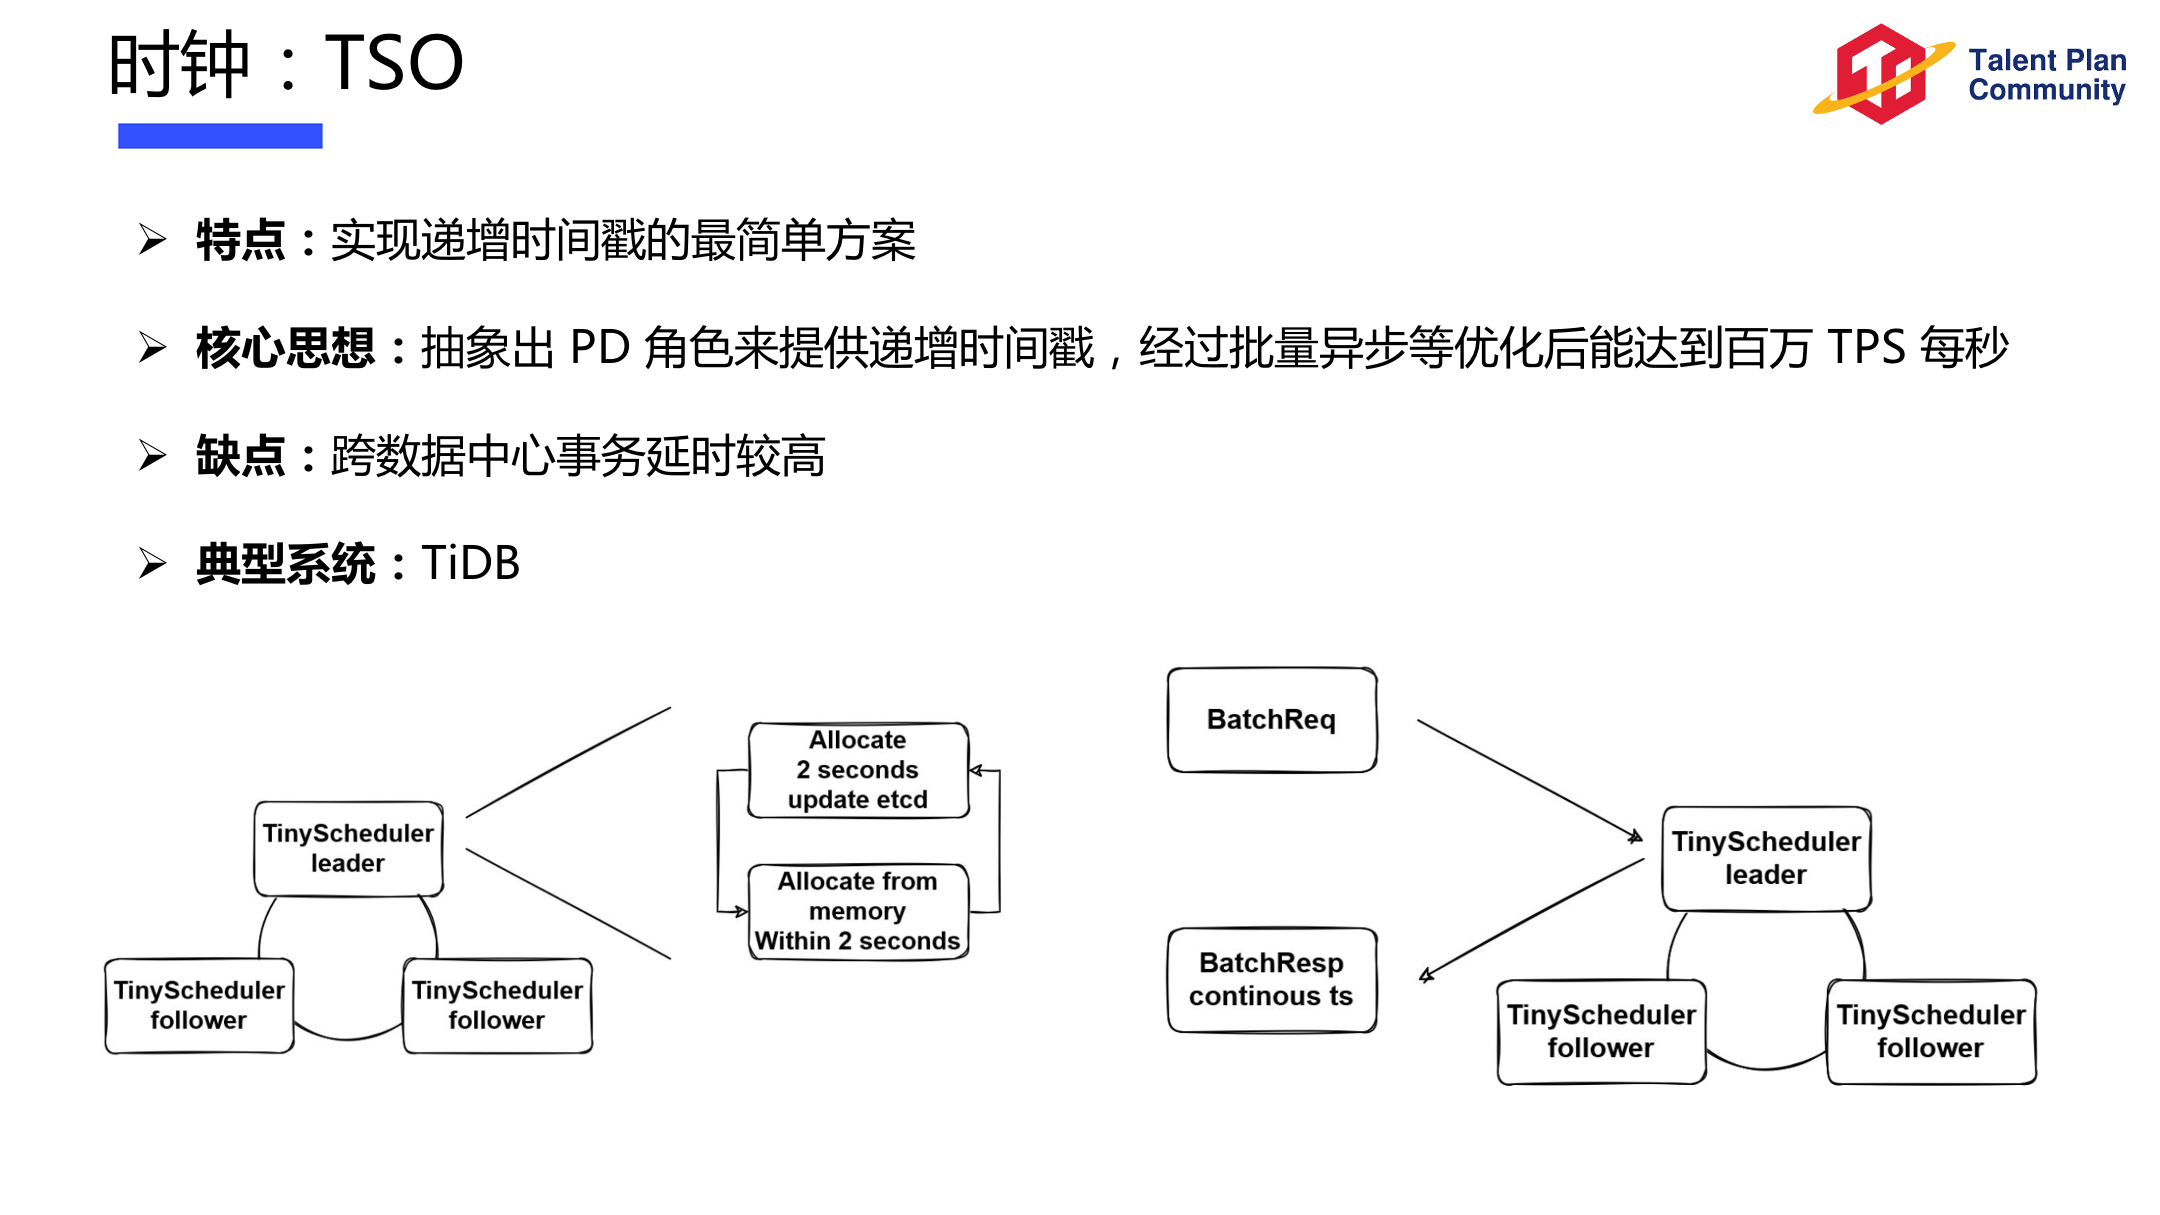 时钟：TSO
Talent Plan
Community
特点：实现递增时间戳的最简单方案
核心思想：抽象出 PD 角色来提供递增时间戳，经过批量异步等优化后能达到百万 TPS 每秒
缺点：跨数据中心事务延时较高
典型系统：TiDB
TinyScheduler
leader
TinyScheduler
follower
TinyScheduler
follower
Allocate
2 seconds
update etcd
Allocate from
memory
Within 2 seconds
BatchReq
BatchResp
continous ts
TinyScheduler
leader
TinyScheduler
follower
TinyScheduler
follower